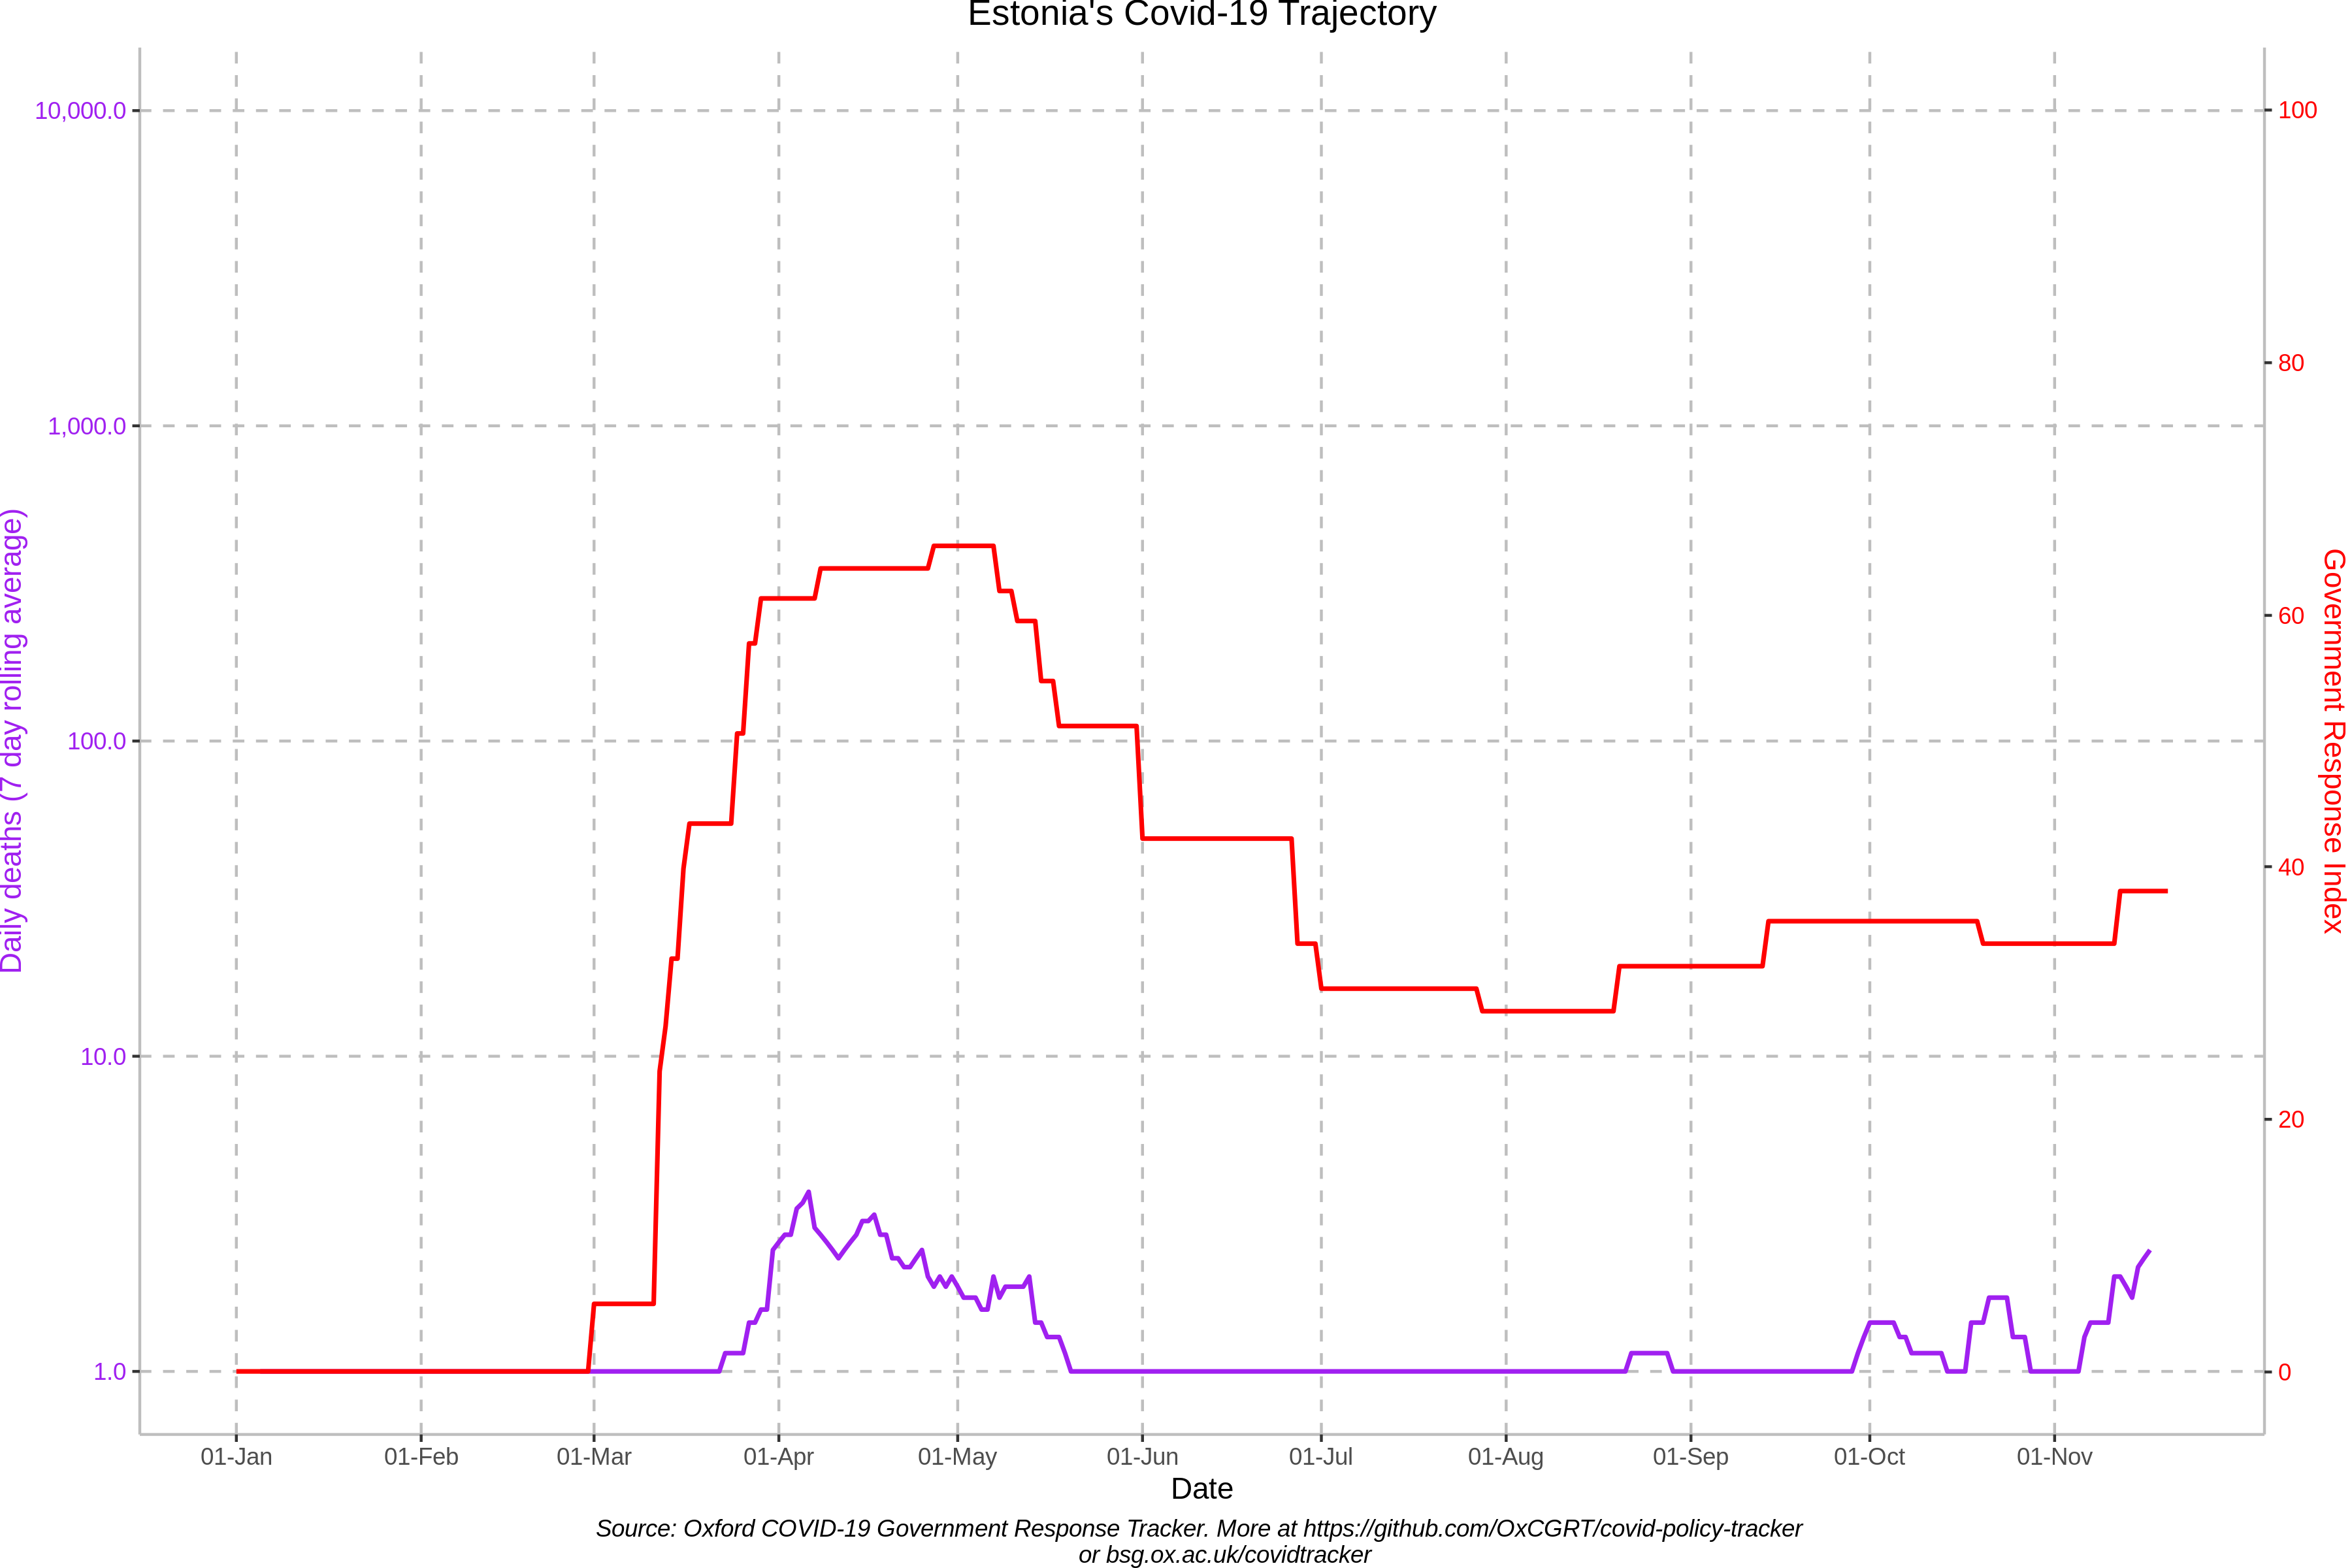 Estonia's Covid-19 Trajectory
10,000.0
1,000.0
100.0
10.0
1.0
Daily deaths (7 day rolling average)
100
80
60
40
20
0
Government Response Index
01-Jan
01-Feb
01-Mar
01-Apr
01-May
01-Jun
01-Jul
01-Aug
01-Sep
01-Oct
01-Nov
Date
Source: Oxford COVID-19 Government Response Tracker. More at https://github.com/OxCGRT/covid-policy-tracker
or bsg.ox.ac.uk/covidtracker